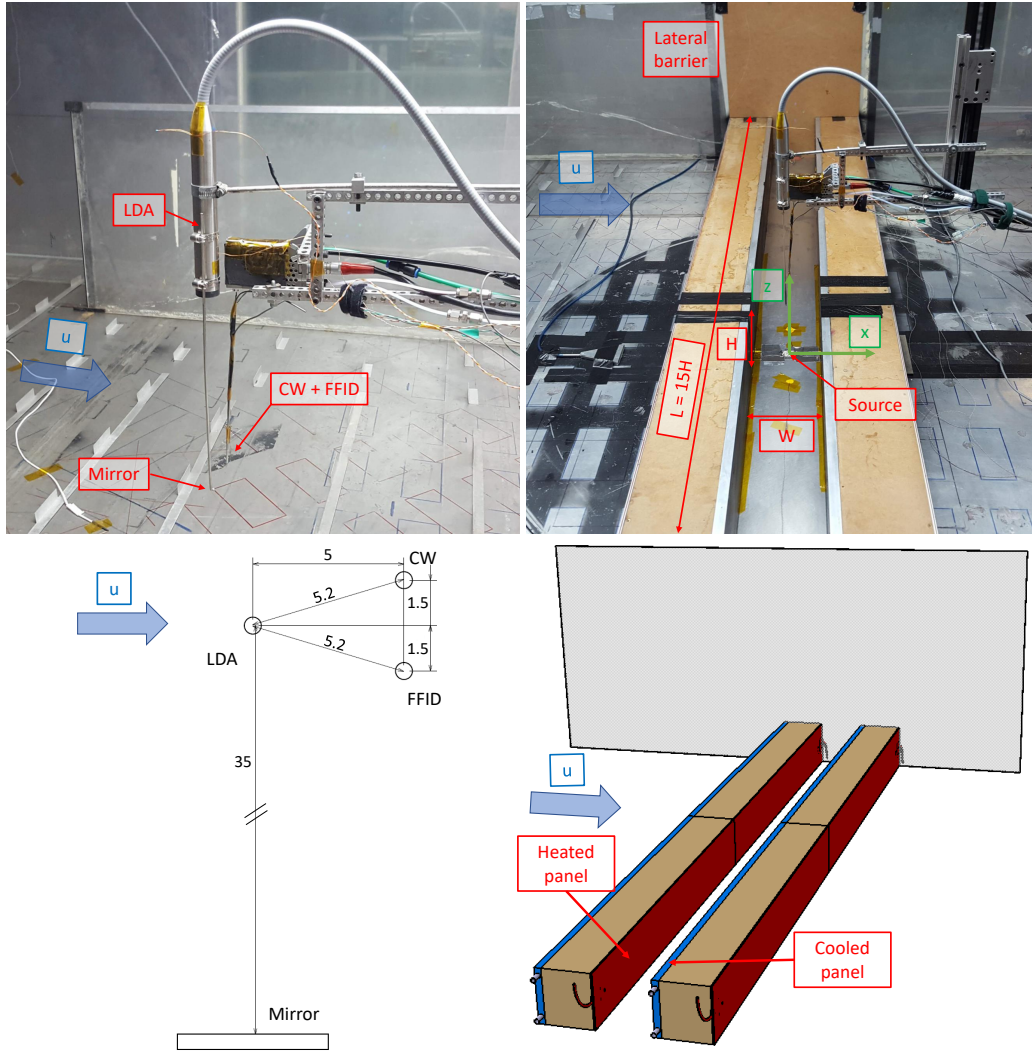 LDA
u
CW + FFID
Mirror
Lateral
barrier
u
z
x
H
L = 15H
W
Source
u
5
CW
5.2
1.5
LDA
5.2
1.5
FFID
35
Mirror
u
Heated
panel
Cooled
panel